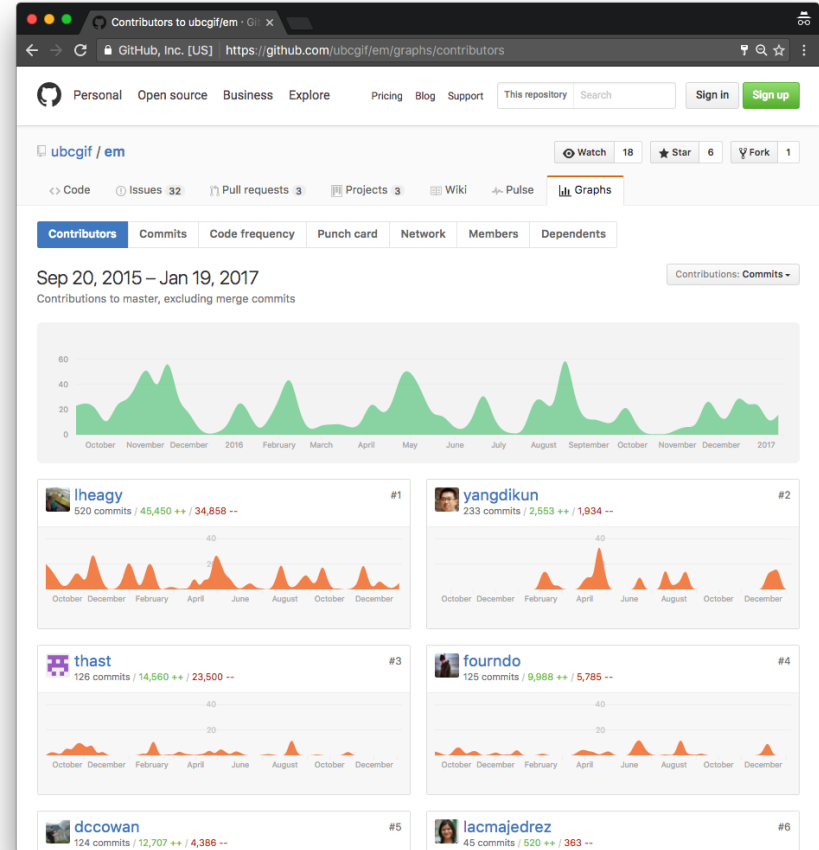 Contributors to ubcgif/em · Git ×
GitHub, Inc. [US] https://github.com/ubcgif/em/graphs/contributors
Personal Open source Business Explore Pricing Blog Support This repository Search Sign in Sign up
ubcgif / em Watch 18 Star 6 Fork 1
Code Issues 32 Pull requests 3 Projects 3 Wiki Pulse Graphs
Contributors Commits Code frequency Punch card Network Members Dependents
Sep 20, 2015 – Jan 19, 2017 Contributions: Commits
Contributions to master, excluding merge commits
60
40
20
0
October November December 2016 February March April May June July August September October November December 2017
lheagy #1
520 commits / 45,450 ++ / 34,858 --
40
2
October December February April June August October December
yangdikun #2
233 commits / 2,553 ++ / 1,934 --
40
October December February April June August October December
thast #3
126 commits / 14,560 ++ / 23,500 --
40
20
October December February April June August October December
fourndo #4
125 commits / 9,988 ++ / 5,785 --
40
20
October December February April June August October December
dccowan #5
124 commits / 12,707 ++ / 4,386 --
lacmajedrez #6
45 commits / 520 ++ / 363 --